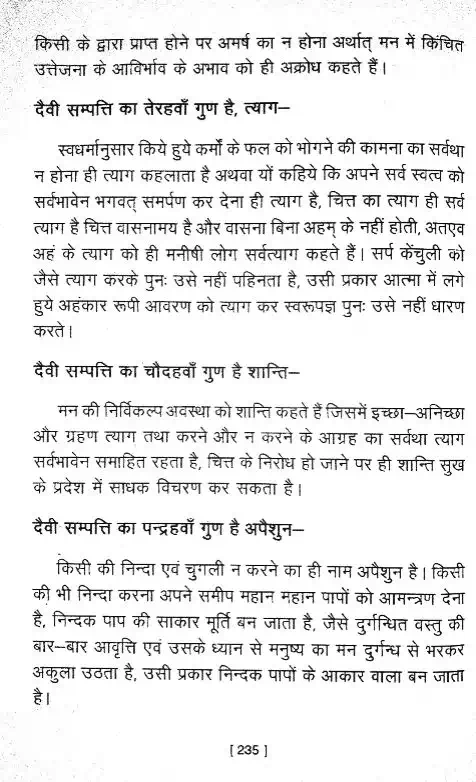 किसी के द्वारा प्राप्त होने पर अमर्ष का न होना अर्थात् मन में किंचित
उत्तेजना के आविर्भाव के अभाव को ही अक्रोध कहते हैं।
दैवी सम्पत्ति का तेरहवाँ गुण है, त्याग–
स्वधर्मानुसार किये हुये कर्मों के फल को भोगने की कामना का सर्वथा
न होना ही त्याग कहलाता है अथवा यों कहिये कि अपने सर्व स्वत्व को
सर्वभावेन भगवत् समर्पण कर देना ही त्याग है, चित्त का त्याग ही सर्व
त्याग है चित्त वासनामय है और वासना बिना अहम् के नहीं होती, अतएव
अहं के त्याग को ही मनीषी लोग सर्वत्याग कहते हैं। सर्प केंचुली को
जैसे त्याग करके पुनः उसे नहीं पहिनता है, उसी प्रकार आत्मा में लगे
हुये अहंकार रूपी आवरण को त्याग कर स्वरूपज्ञ पुनः उसे नहीं धारण
करते।
दैवी सम्पत्ति का चौदहवाँ गुण है शान्ति–
मन की निर्विकल्प अवस्था को शान्ति कहते हैं जिसमें इच्छा–अनिच्छा
और ग्रहण त्याग तथा करने और न करने के आग्रह का सर्वथा त्याग
सर्वभावेन समाहित रहता है, चित्त के निरोध हो जाने पर ही शान्ति सुख
के प्रदेश में साधक विचरण कर सकता है।
दैवी सम्पत्ति का पन्द्रहवाँ गुण है अपैशुन–
किसी की निन्दा एवं चुगली न करने का ही नाम अपैशुन है। किसी
की भी निन्दा करना अपने समीप महान महान पापों को आमन्त्रण देना
है, निन्दक पाप की साकार मूर्ति बन जाता है, जैसे दुर्गन्धित वस्तु की
बार–बार आवृत्ति एवं उसके ध्यान से मनुष्य का मन दुर्गन्ध से भरकर
अकुला उठता है, उसी प्रकार निन्दक पापों के आकार वाला बन जाता
है।
[ 235 ]